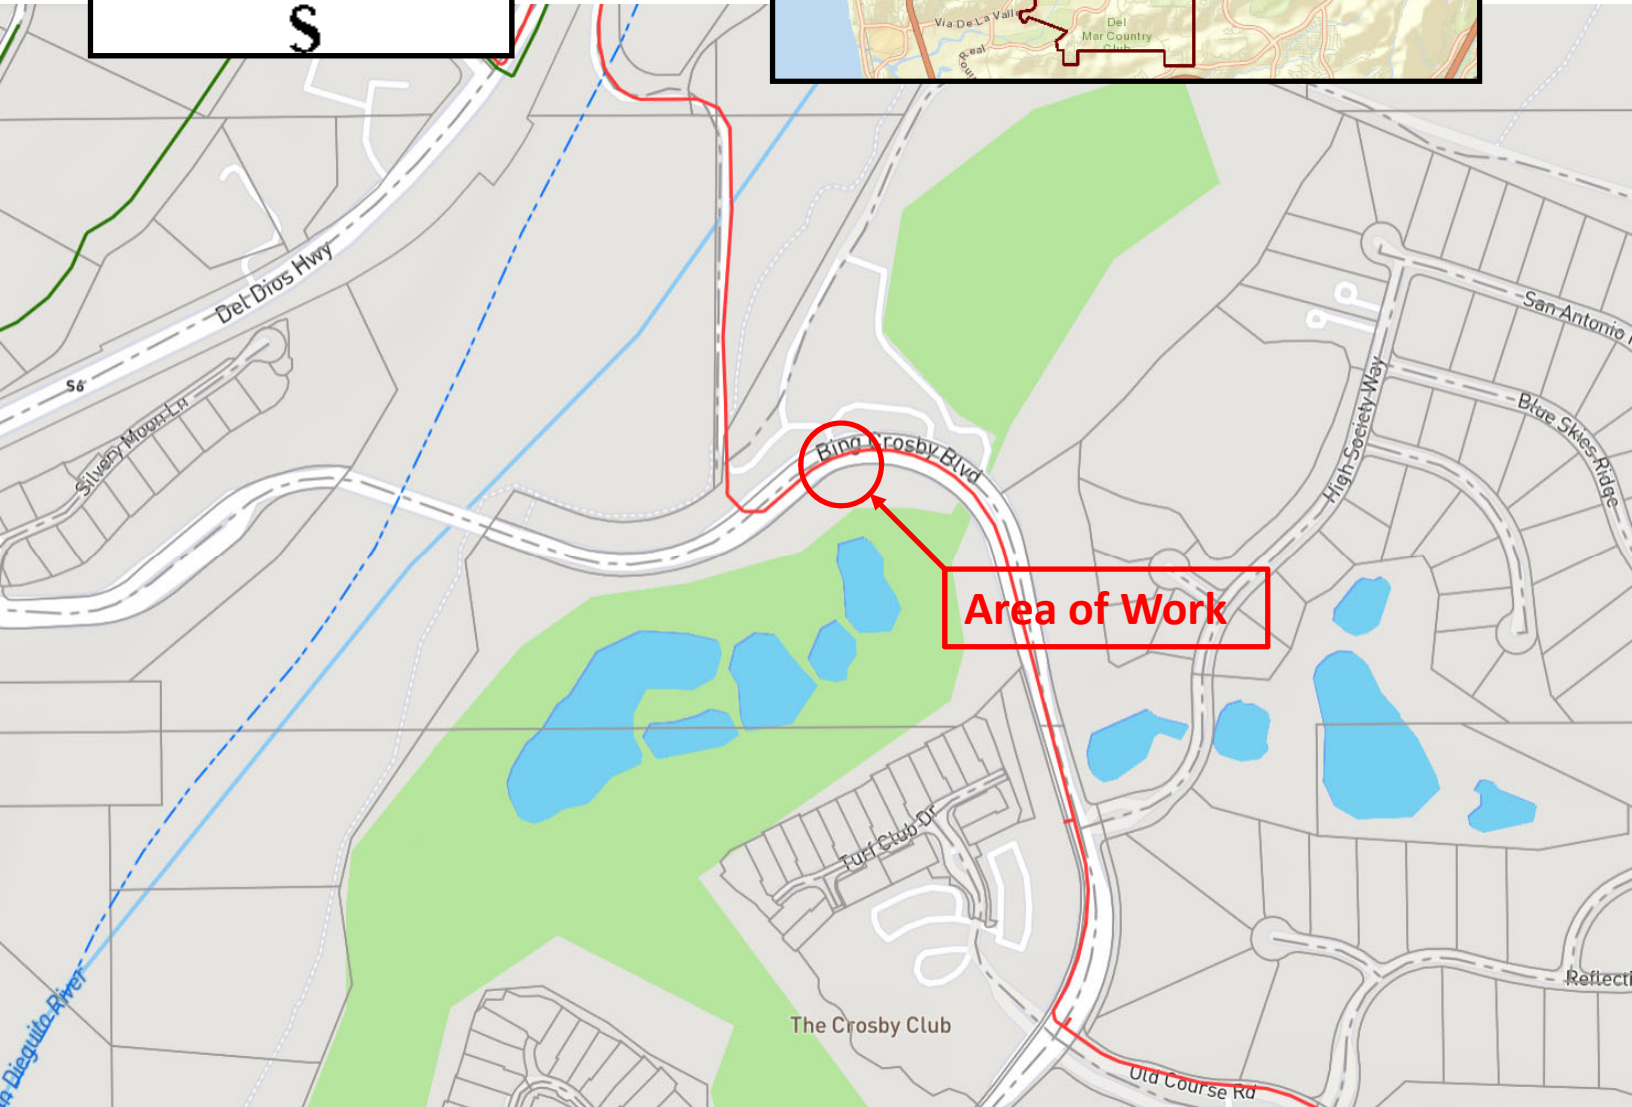 S
Via De La Valle
Del
Mar Country
Club
Real
Del Dios Hwy
S6
Silvery Moon Ln
San Antonio
Blue Skies Ridge
High Society Way
Bing Crosby Blvd
Area of Work
Turf Club Dr
The Crosby Club
Old Course Rd
Reflecti
Dieguito River